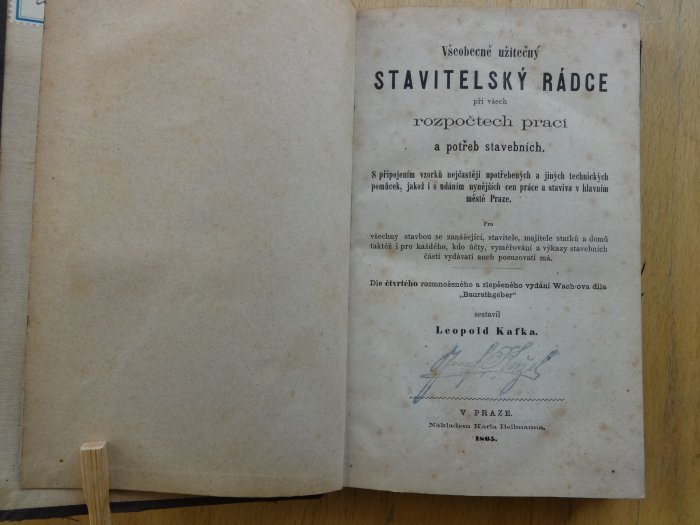 Všeobecně užitečný
STAVITELSKÝ RÁDCE
při všech
rozpočtech prací
a potřeb stavebních.
S připojením vzorků nejčastěji upotřebených a jiných technických
pomůcek, jakož i s udáním nynějších cen práce a staviva v hlavním
městě Praze.
Pro
všechny stavbou se zanášející, stavitele, majitele statků a domů
taktéž i pro každého, kdo účty, vyměřování a výkazy stavebních
částí vydávati aneb posuzovati má.
Dle čtvrtého rozmnoženého a zlepšeného vydání Wach-ova díla
„Baurathgeber“
sestavil
Leopold Kafka.
V PRAZE.
Nákladem Karla Bellmanna.
1865.